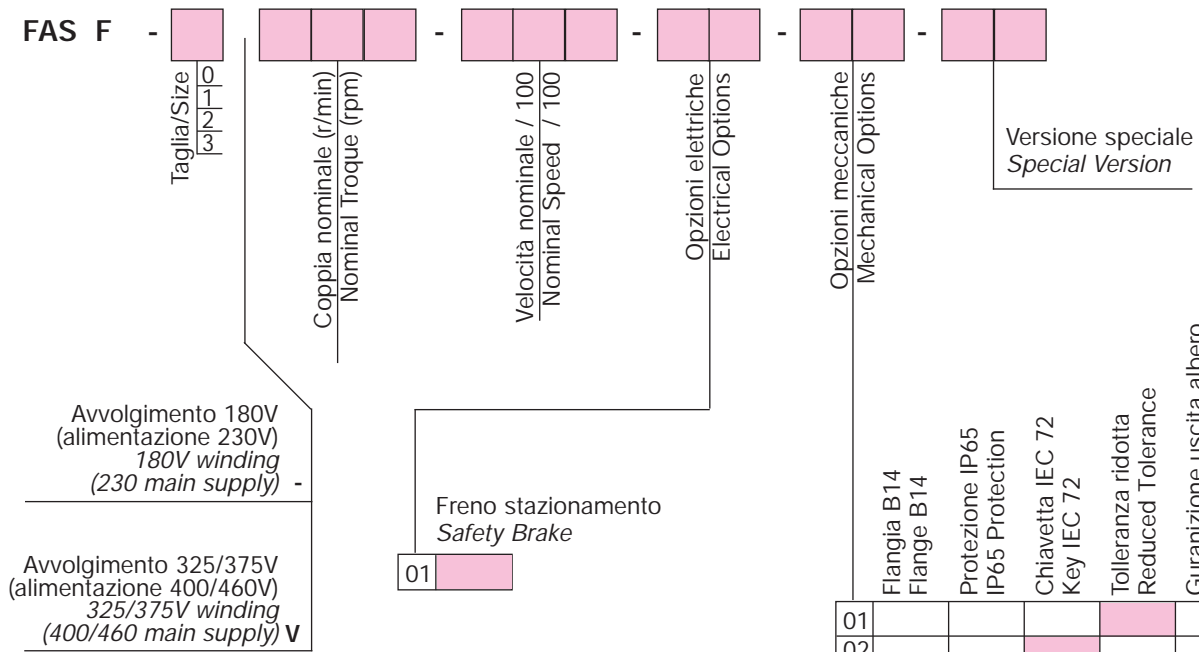 FAS F - - - - -
Taglia/Size
0
1
2
3
Coppia nominale (r/min)
Nominal Troque (rpm)
Velocità nominale / 100
Nominal Speed / 100
Opzioni elettriche
Electrical Options
Opzioni meccaniche
Mechanical Options
Versione speciale
Special Version
Avvolgimento 180V
(alimentazione 230V)
180V winding
(230 main supply) -
Avvolgimento 325/375V
(alimentazione 400/460V)
325/375V winding
(400/460 main supply) V
Freno stazionamento
Safety Brake
01
Flangia B14
Flange B14
Protezione IP65
IP65 Protection
Chiavetta IEC 72
Key IEC 72
Tolleranza ridotta
Reduced Tolerance
Guranizione uscita albero
01
02